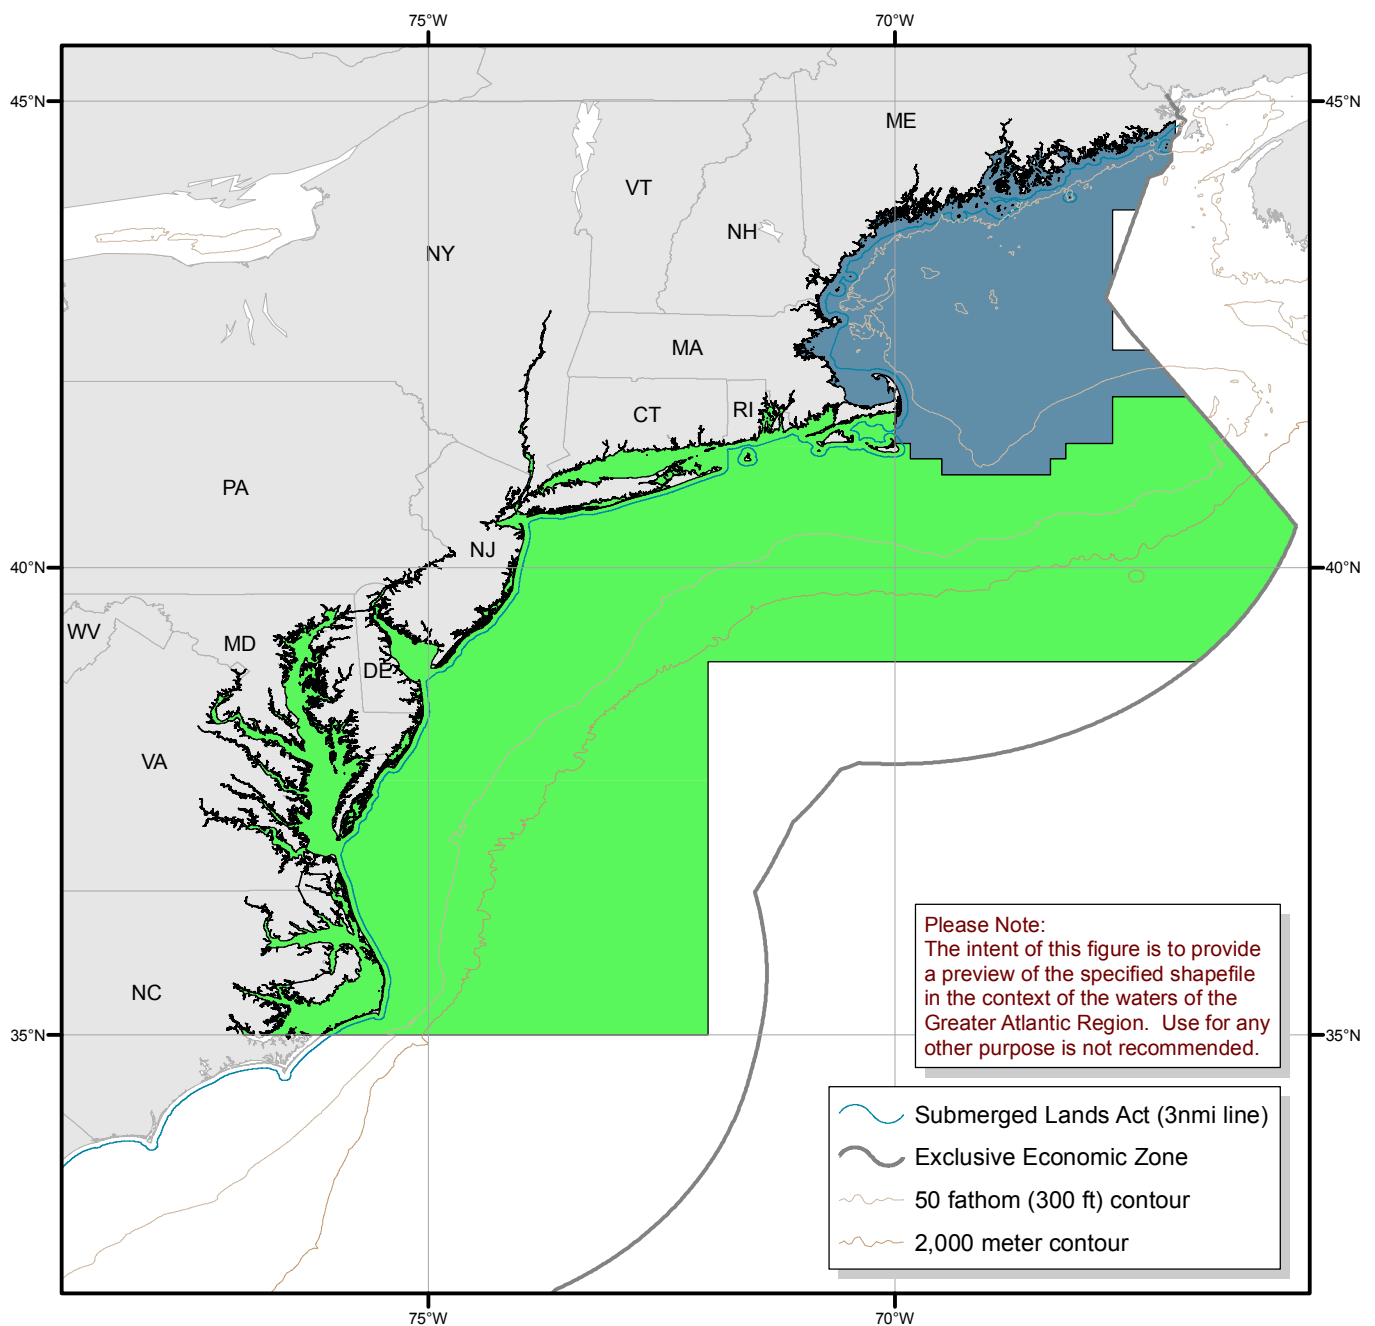 75°W
70°W
45°N
45°N
ME
VT
NH
NY
MA
CT
RI
PA
NJ
40°N
40°N
WV
MD
DE
VA
NC
35°N
35°N
Please Note:
The intent of this figure is to provide
a preview of the specified shapefile
in the context of the waters of the
Greater Atlantic Region. Use for any
other purpose is not recommended.
Submerged Lands Act (3nmi line)
Exclusive Economic Zone
50 fathom (300 ft) contour
2,000 meter contour
75°W
70°W